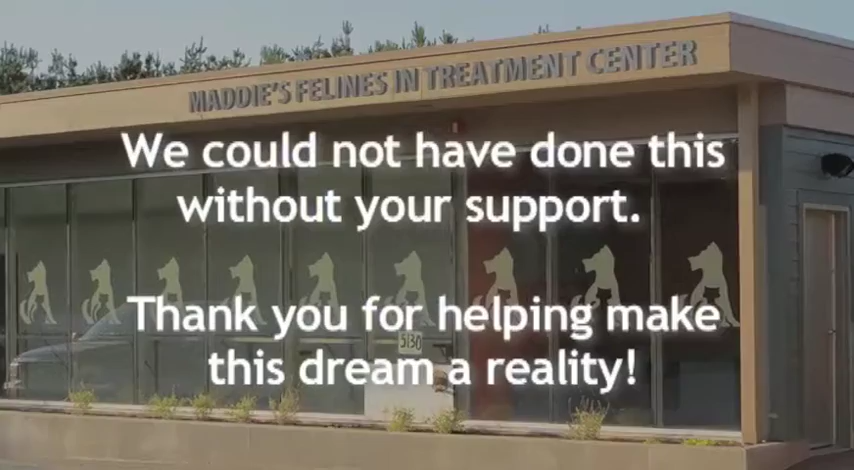 MADDIE'S FELINES IN TREATMENT CENTER
We could not have done this
without your support.
Thank you for helping make
5130
this dream a reality!